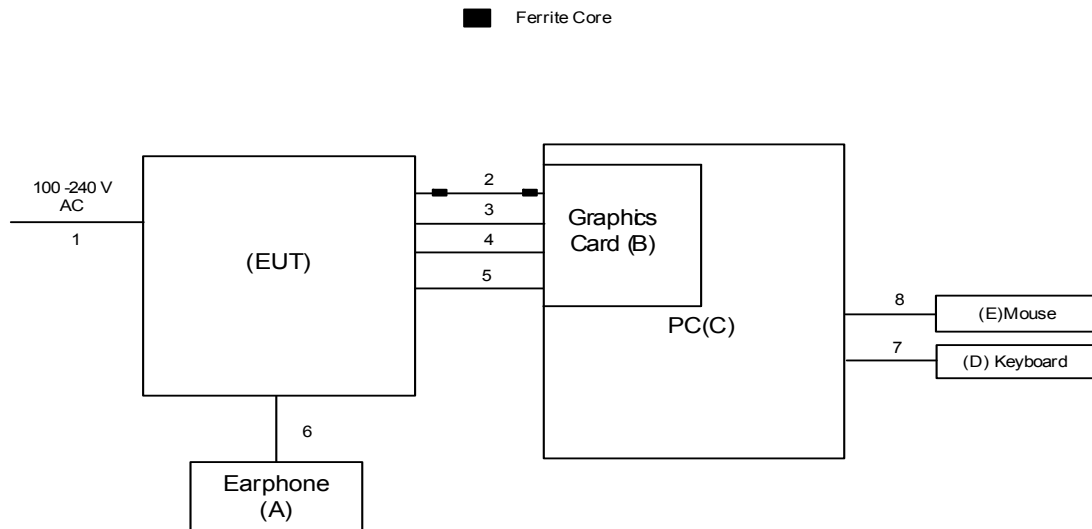 Ferrite Core
100 -240 V
AC
1
(EUT)
2
3
4
5
Graphics
Card (B)
PC(C)
8
(E)Mouse
7
(D) Keyboard
6
Earphone
(A)